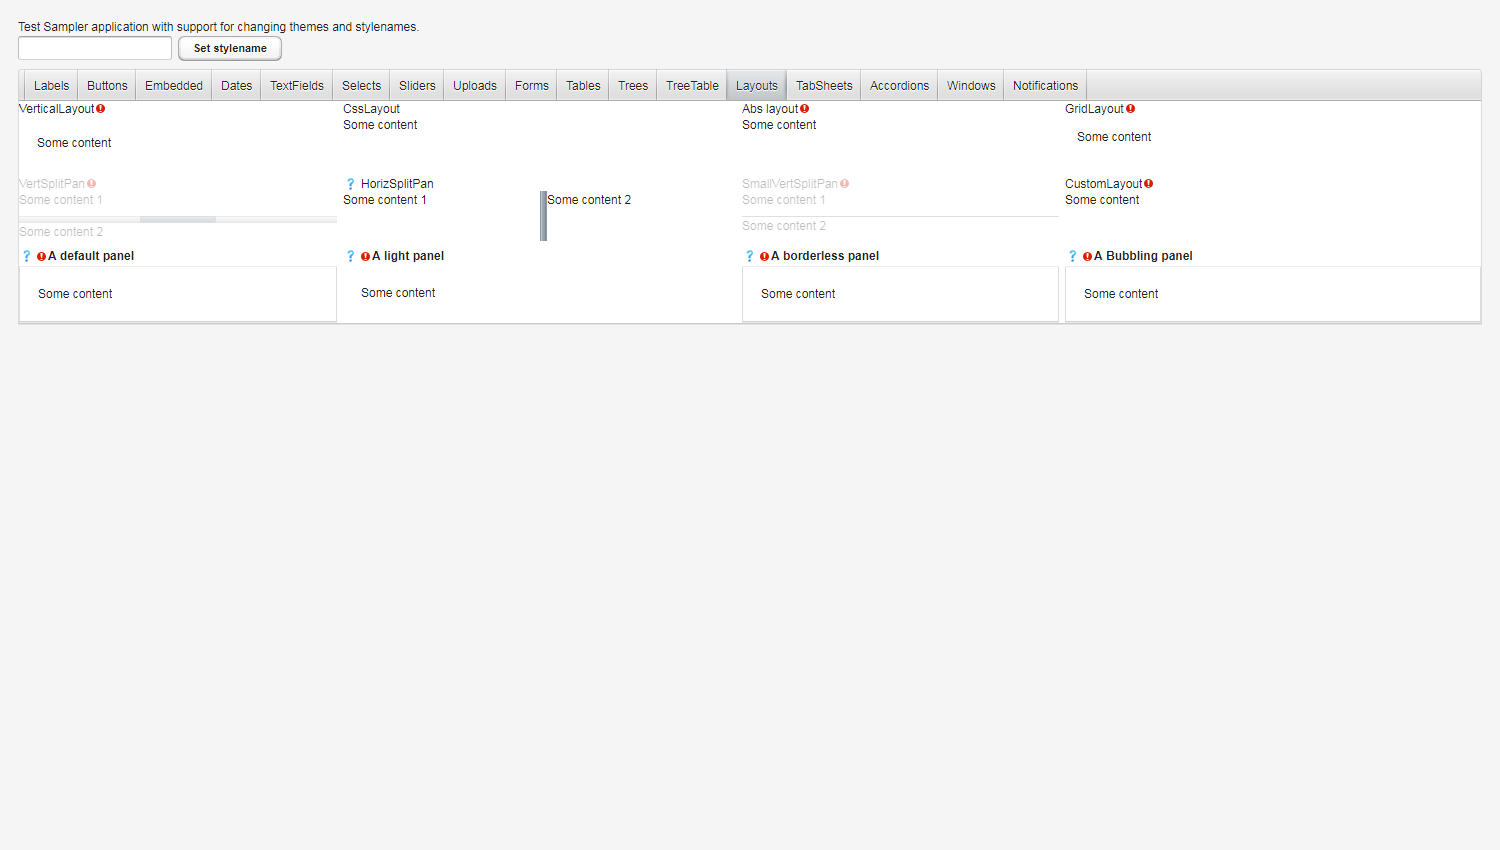 Test Sampler application with support for changing themes and stylenames.
Set stylename
Labels Buttons Embedded Dates TextFields Selects Sliders Uploads Forms Tables Trees TreeTable Layouts TabSheets Accordions Windows Notifications
VerticalLayout CssLayout Abs layout GridLayout
Some content Some content
Some content Some content
VertSplitPan HorizSplitPan SmallVertSplitPan CustomLayout
Some content 1 Some content 1 Some content 2 Some content 1 Some content
Some content 2 Some content 2
A default panel A light panel A borderless panel A Bubbling panel
Some content Some content Some content Some content